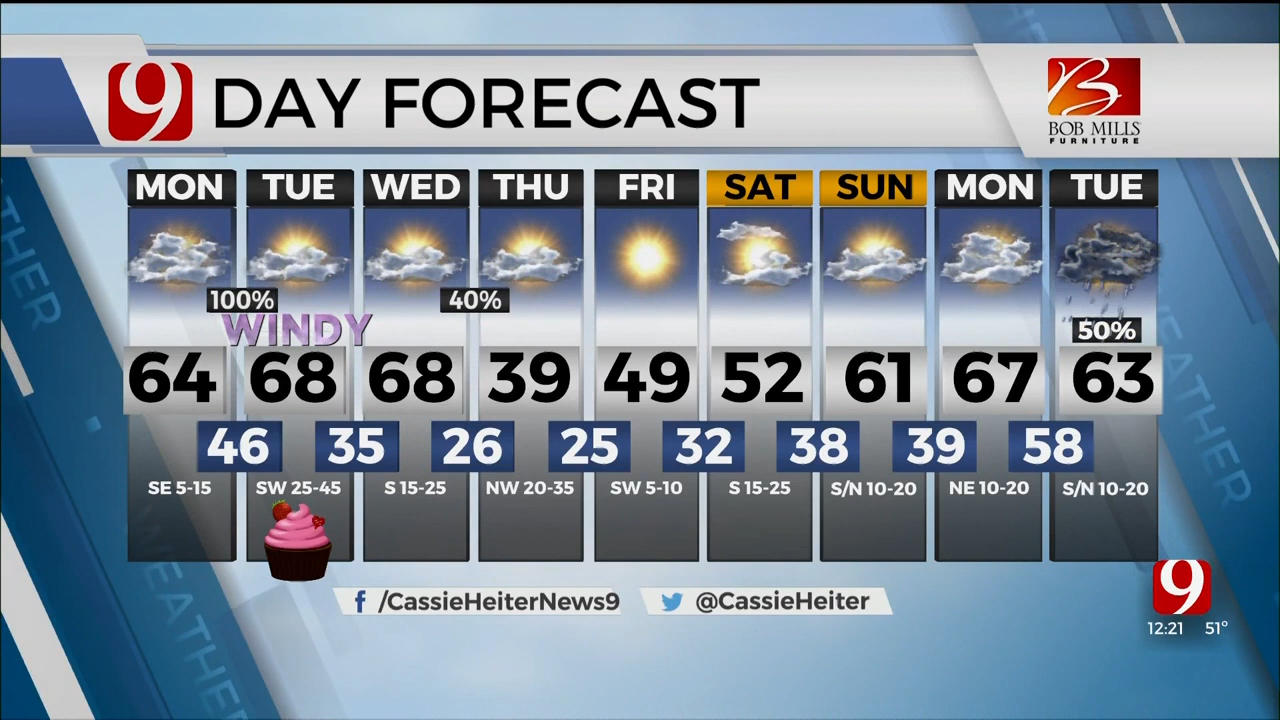 9 DAY FORECAST
B
BOB MILLS
FURNITURE
MON TUE WED THU FRI SAT SUN MON TUE
100% 40%
WINDY 50%
64 68 68 39 49 52 61 67 63
46 35 26 25 32 38 39 58
SE 5-15 SW 25-45 S 15-25 NW 20-35 SW 5-10 S 15-25 S/N 10-20 NE 10-20 S/N 10-20
f /CassieHeiterNews9 @CassieHeiter
9
12:21 51°
WEATHER
WEATHER
WEATHER